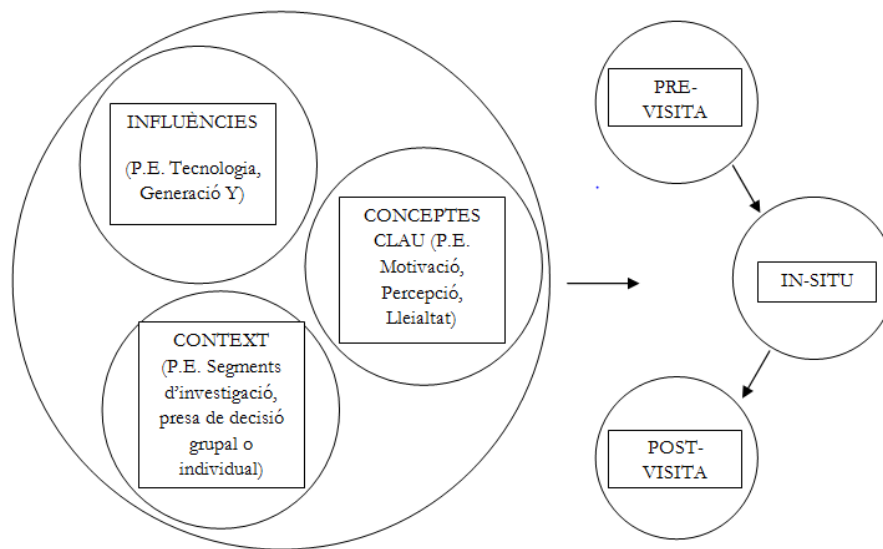 INFLUÈNCIES
(P.E. Tecnologia,
Generació Y)
CONCEPTES
CLAU (P.E.
Motivació,
Percepció,
Lleialtat)
CONTEXT
(P.E. Segments
d'investigació,
presa de decisió
grupal o
individual)
PRE-
VISITA
IN-SITU
POST-
VISITA